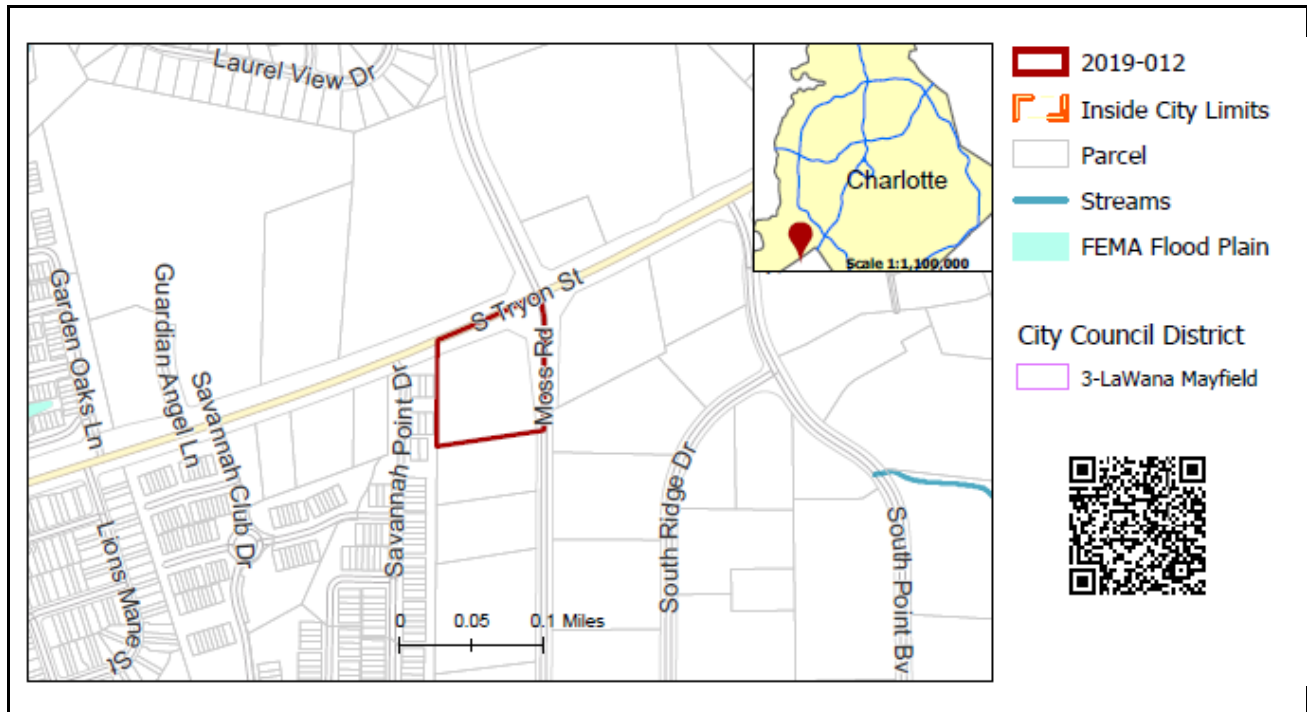 Laurel View Dr
Charlotte
Scale 1:1,100,000
S Tryon St
Moss Rd
Garden Oaks Ln
Guardian Angel Ln
Savannah Club Dr
Savannah Point Dr
Lions Mane
St
South Ridge Dr
South Point Bv
0 0.05 0.1 Miles
2019-012
Inside City Limits
Parcel
Streams
FEMA Flood Plain
City Council District
3-LaWana Mayfield